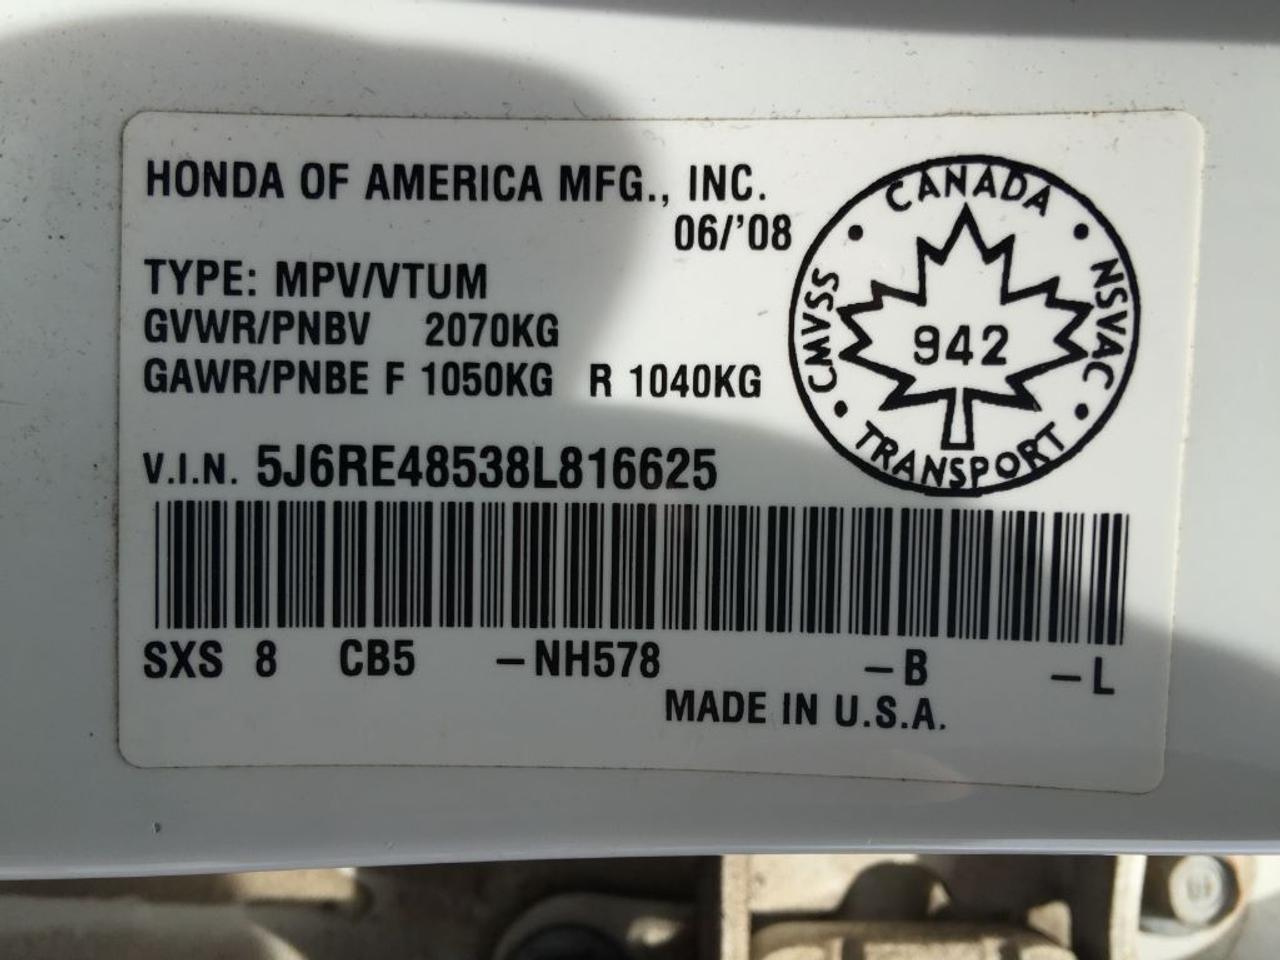 HONDA OF AMERICA MFG., INC.
06/'08
TYPE: MPV/VTUM
GVWR/PNBV 2070KG
GAWR/PNBE F 1050KG R 1040KG
V.I.N. 5J6RE48538L816625
SXS 8 CB5 –NH578 –B –L
MADE IN U.S.A.
CANADA
CMVSS
942
NSVAC
TRANSPORT